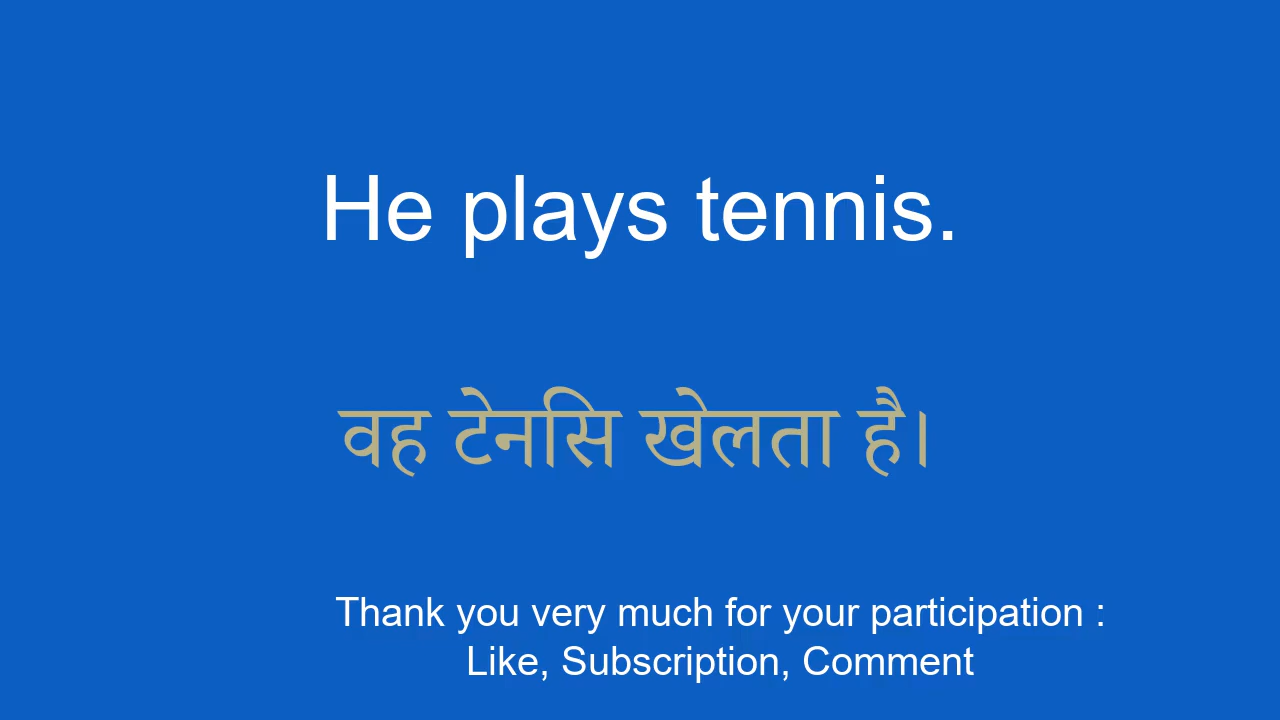 He plays tennis.
वह टेनसि खेलता है।
Thank you very much for your participation :
Like, Subscription, Comment